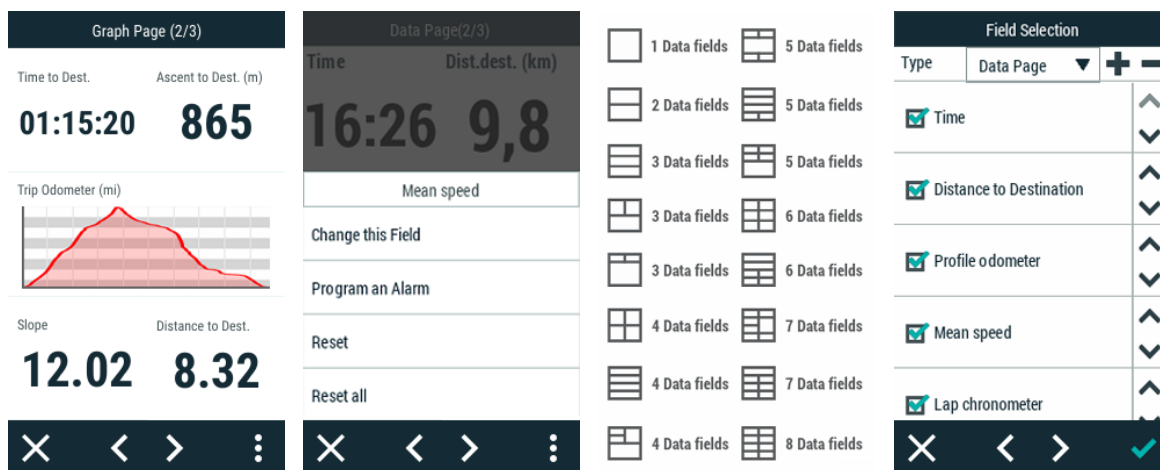 Graph Page (2/3)
Time to Dest. Ascent to Dest. (m)
01:15:20 865
Trip Odometer (mi)
Slope Distance to Dest.
12.02 8.32
Data Page(2/3)
Time Dist.dest. (km)
16:26 9,8
Mean speed
Change this Field
Program an Alarm
Reset
Reset all
1 Data fields 5 Data fields
2 Data fields 5 Data fields
3 Data fields 5 Data fields
3 Data fields 6 Data fields
3 Data fields 6 Data fields
4 Data fields 7 Data fields
4 Data fields 7 Data fields
4 Data fields 8 Data fields
Field Selection
Type Data Page
Time
Distance to Destination
Profile odometer
Mean speed
Lap chronometer